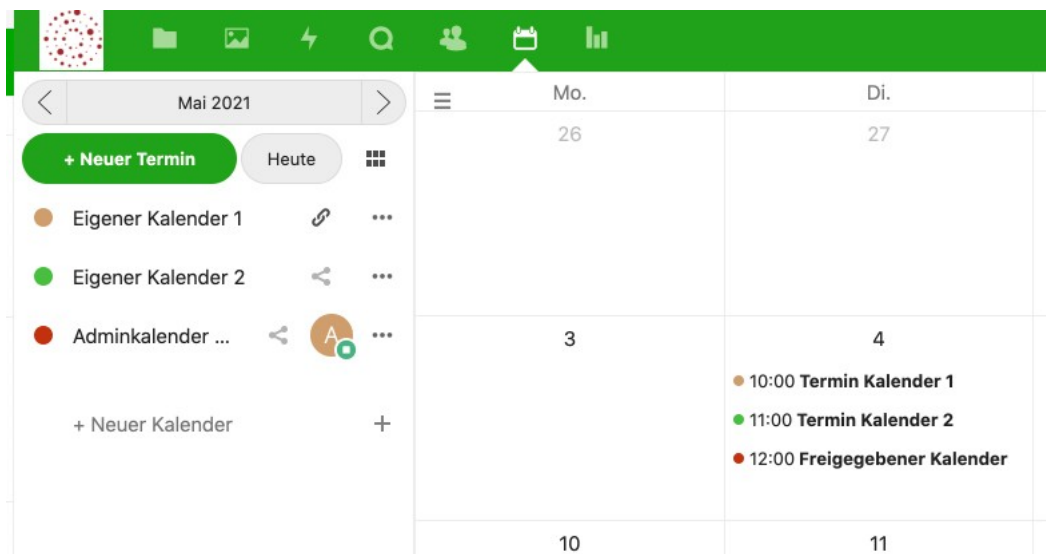 Mai 2021
+ Neuer Termin
Heute
Eigener Kalender 1
Eigener Kalender 2
Adminkalender ...
A
+ Neuer Kalender
Mo.
Di.
26
27
3
4
10:00 Termin Kalender 1
11:00 Termin Kalender 2
12:00 Freigegebener Kalender
10
11